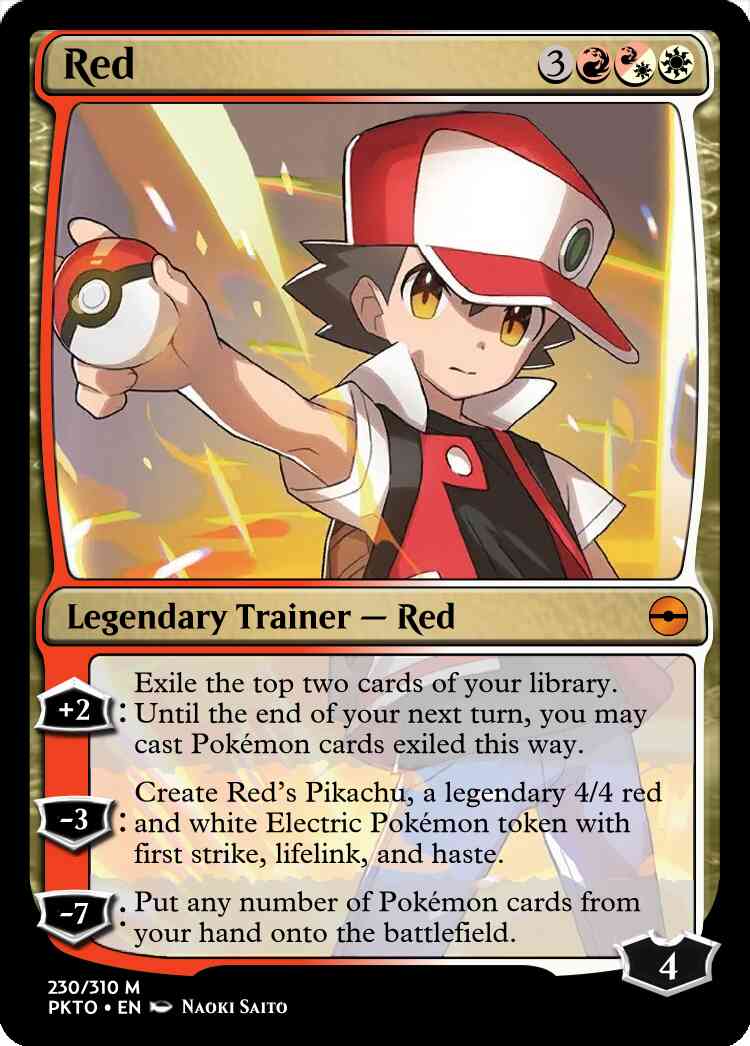 Red 3
Legendary Trainer — Red
+2: Exile the top two cards of your library.
Until the end of your next turn, you may
cast Pokémon cards exiled this way.
−3: Create Red's Pikachu, a legendary 4/4 red
and white Electric Pokémon token with
first strike, lifelink, and haste.
−7: Put any number of Pokémon cards from
your hand onto the battlefield.
4
230/310 M
PKTO • EN Naoki Saito